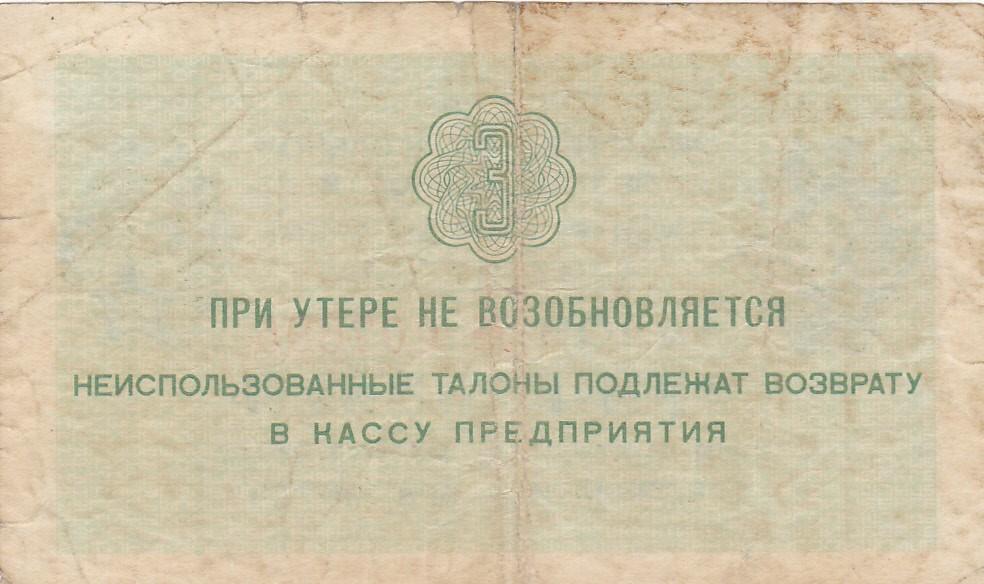 3
ПРИ УТЕРЕ НЕ ВОЗОБНОВЛЯЕТСЯ
НЕИСПОЛЬЗОВАННЫЕ ТАЛОНЫ ПОДЛЕЖАТ ВОЗВРАТУ
В КАССУ ПРЕДПРИЯТИЯ